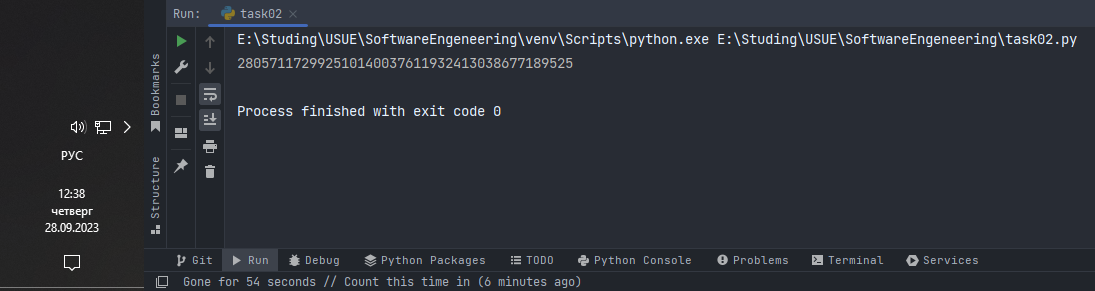 Run: task02
E:\Studing\USUE\SoftwareEngeneering\venv\Scripts\python.exe E:\Studing\USUE\SoftwareEngeneering\task02.py
280571172992510140037611932413038677189525
Process finished with exit code 0
Bookmarks
Structure
РУС
12:38
четверг
28.09.2023
Git Run Debug Python Packages TODO Python Console Problems Terminal Services
Gone for 54 seconds // Count this time in (6 minutes ago)